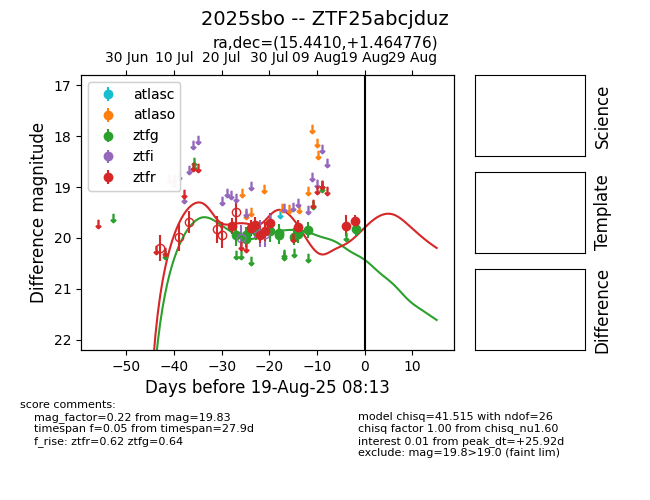 2025sbo -- ZTF25abcjduz
ra,dec=(15.4410,+1.464776)
30 Jun 10 Jul 20 Jul 30 Jul 09 Aug 19 Aug 29 Aug
17
18
19
20
21
22
Difference magnitude
atlasc
atlaso
ztfg
ztfi
ztfr
−50 −40 −30 −20 −10 0 10
Days before 19-Aug-25 08:13
Science
Template
Difference
score comments:
mag_factor=0.22 from mag=19.83
timespan f=0.05 from timespan=27.9d
f_rise: ztfr=0.62 ztfg=0.64
model chisq=41.515 with ndof=26
chisq factor 1.00 from chisq_nu1.60
interest 0.01 from peak_dt=+25.92d
exclude: mag=19.8>19.0 (faint lim)